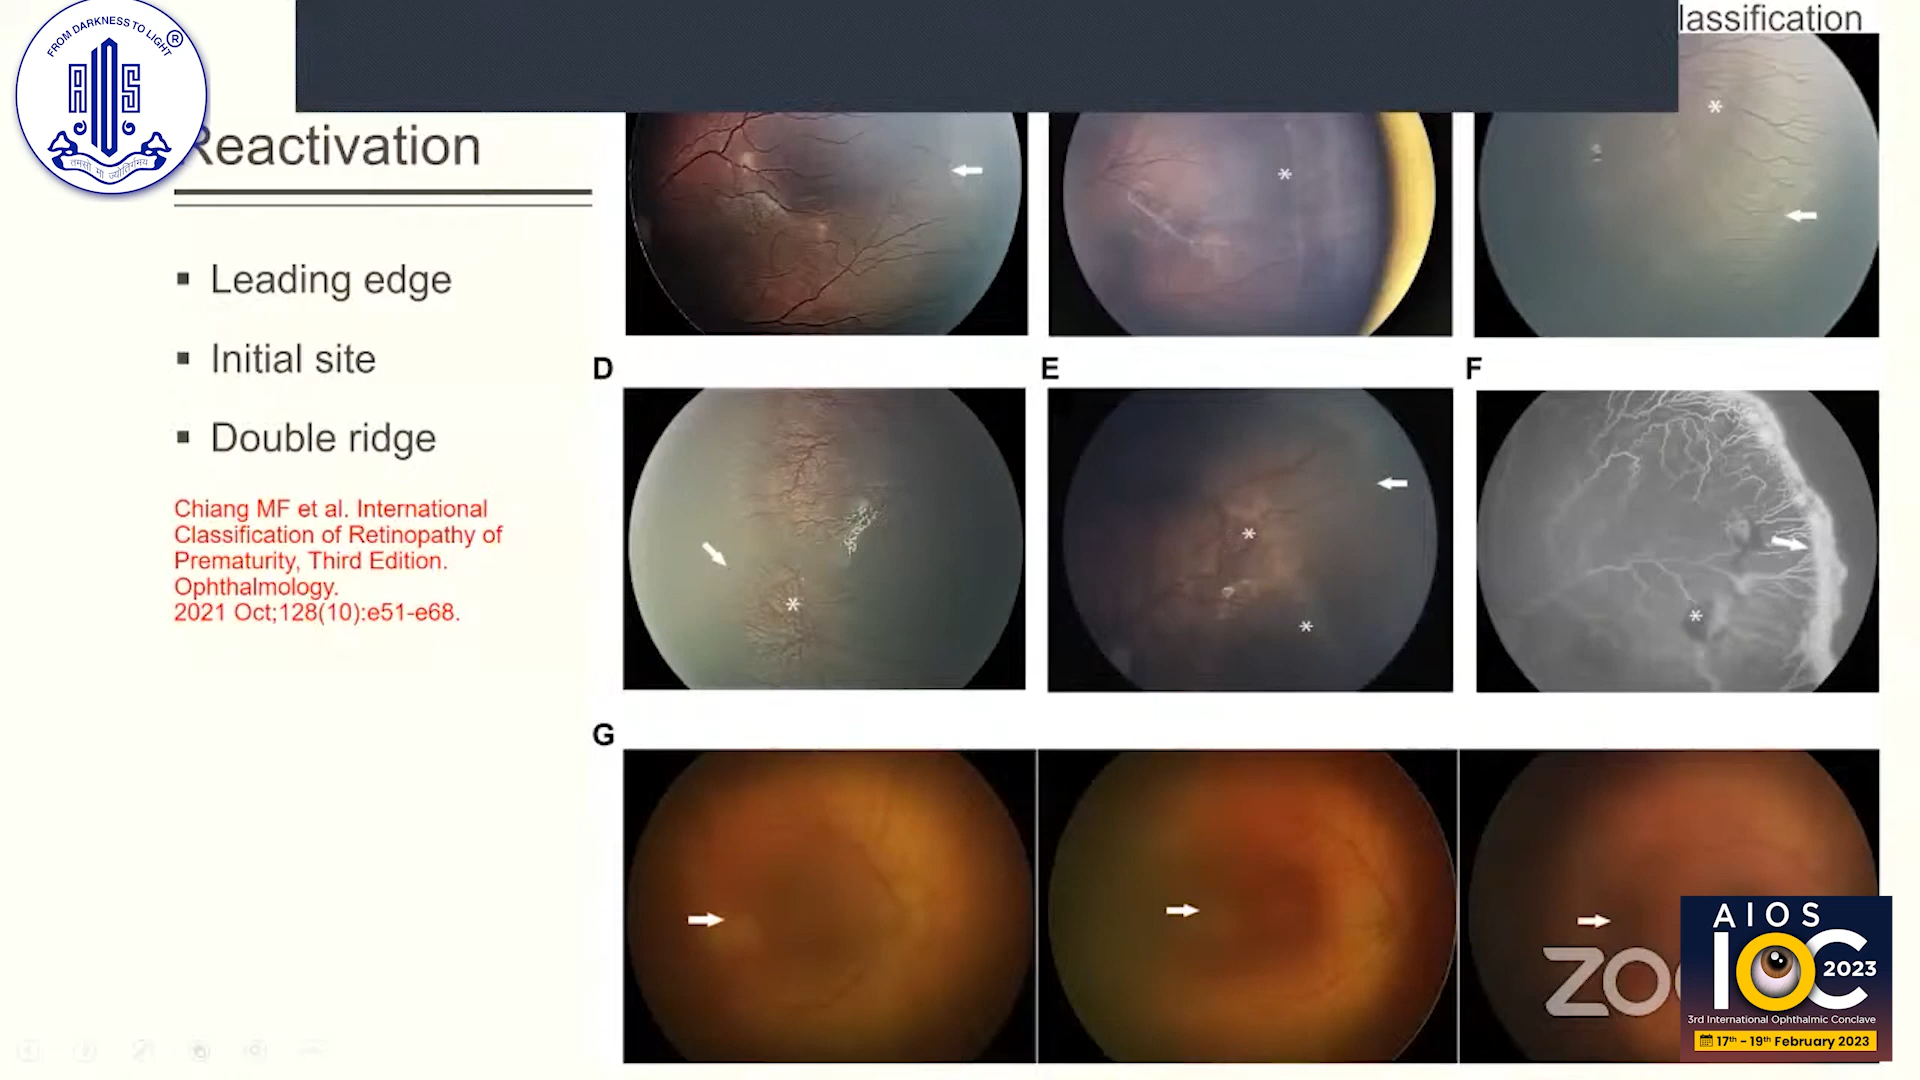 FROM DARKNESS TO LIGHT
R
AIOS
तमसो मा ज्योतिर्गमय
lassification
Reactivation
Leading edge
Initial site
Double ridge
Chiang MF et al. International
Classification of Retinopathy of
Prematurity, Third Edition.
Ophthalmology.
2021 Oct;128(10):e51-e68.
*
*
D
E
F
*
*
*
*
G
zo
AIOS
IOC 2023
3rd International Ophthalmic Conclave
17th - 19th February 2023